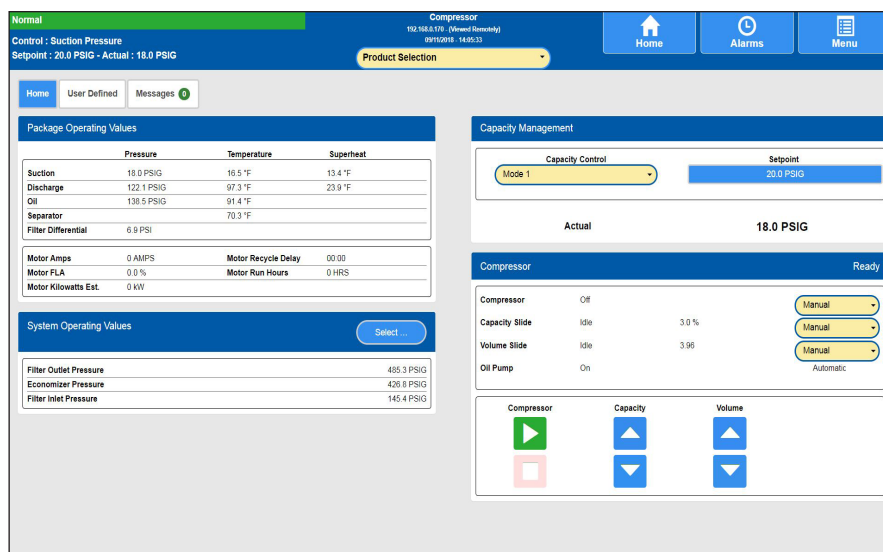 Normal
Control : Suction Pressure
Setpoint : 20.0 PSIG - Actual : 18.0 PSIG
Compressor
192.168.0.170 - (Viewed Remotely)
09/11/2018 - 14:05:33
Product Selection
Home
Alarms
Menu
Home
User Defined
Messages 0
Package Operating Values
Pressure Temperature Superheat
Suction 18.0 PSIG 16.5 °F 13.4 °F
Discharge 122.1 PSIG 97.3 °F 23.9 °F
Oil 138.5 PSIG 91.4 °F
Separator 70.3 °F
Filter Differential 6.9 PSI
Motor Amps 0 AMPS Motor Recycle Delay 00:00
Motor FLA 0.0 % Motor Run Hours 0 HRS
Motor Kilowatts Est. 0 kW
System Operating Values
Select ...
Filter Outlet Pressure 485.3 PSIG
Economizer Pressure 426.8 PSIG
Filter Inlet Pressure 145.4 PSIG
Capacity Management
Capacity Control Setpoint
Mode 1 20.0 PSIG
Actual 18.0 PSIG
Compressor Ready
Compressor Off Manual
Capacity Slide Idle 3.0 % Manual
Volume Slide Idle 3.96 Manual
Oil Pump On Automatic
Compressor Capacity Volume